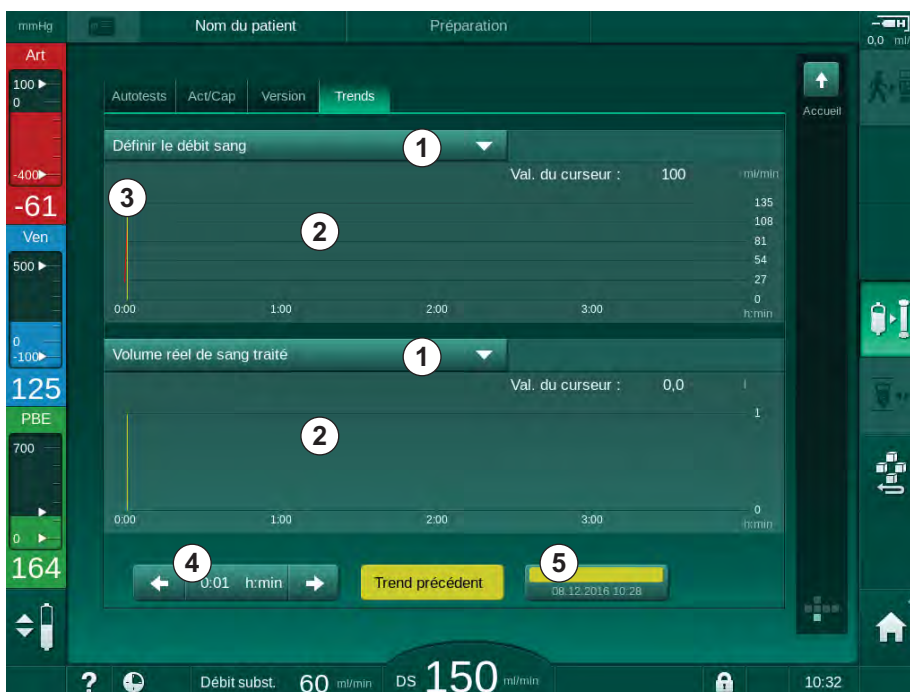 mmHg
Nom du patient
Préparation
0,0 ml/
Art
100
0
-400
-61
Ven
500
0
-100
125
PBE
700
0
164
Autotests
Act/Cap
Version
Trends
Accueil
Définir le débit sang
1
Val. du curseur :
100
ml/min
3
2
135
108
81
54
27
0
0:00
1:00
2:00
3:00
h:min
Volume réel de sang traité
1
Val. du curseur :
0,0
l
2
1
0
0:00
1:00
2:00
3:00
h:min
4
0:01 h:min
Trend précédent
5
08.12.2016 10:28
?
Débit subst.
60 ml/min
DS 150 ml/min
10:32